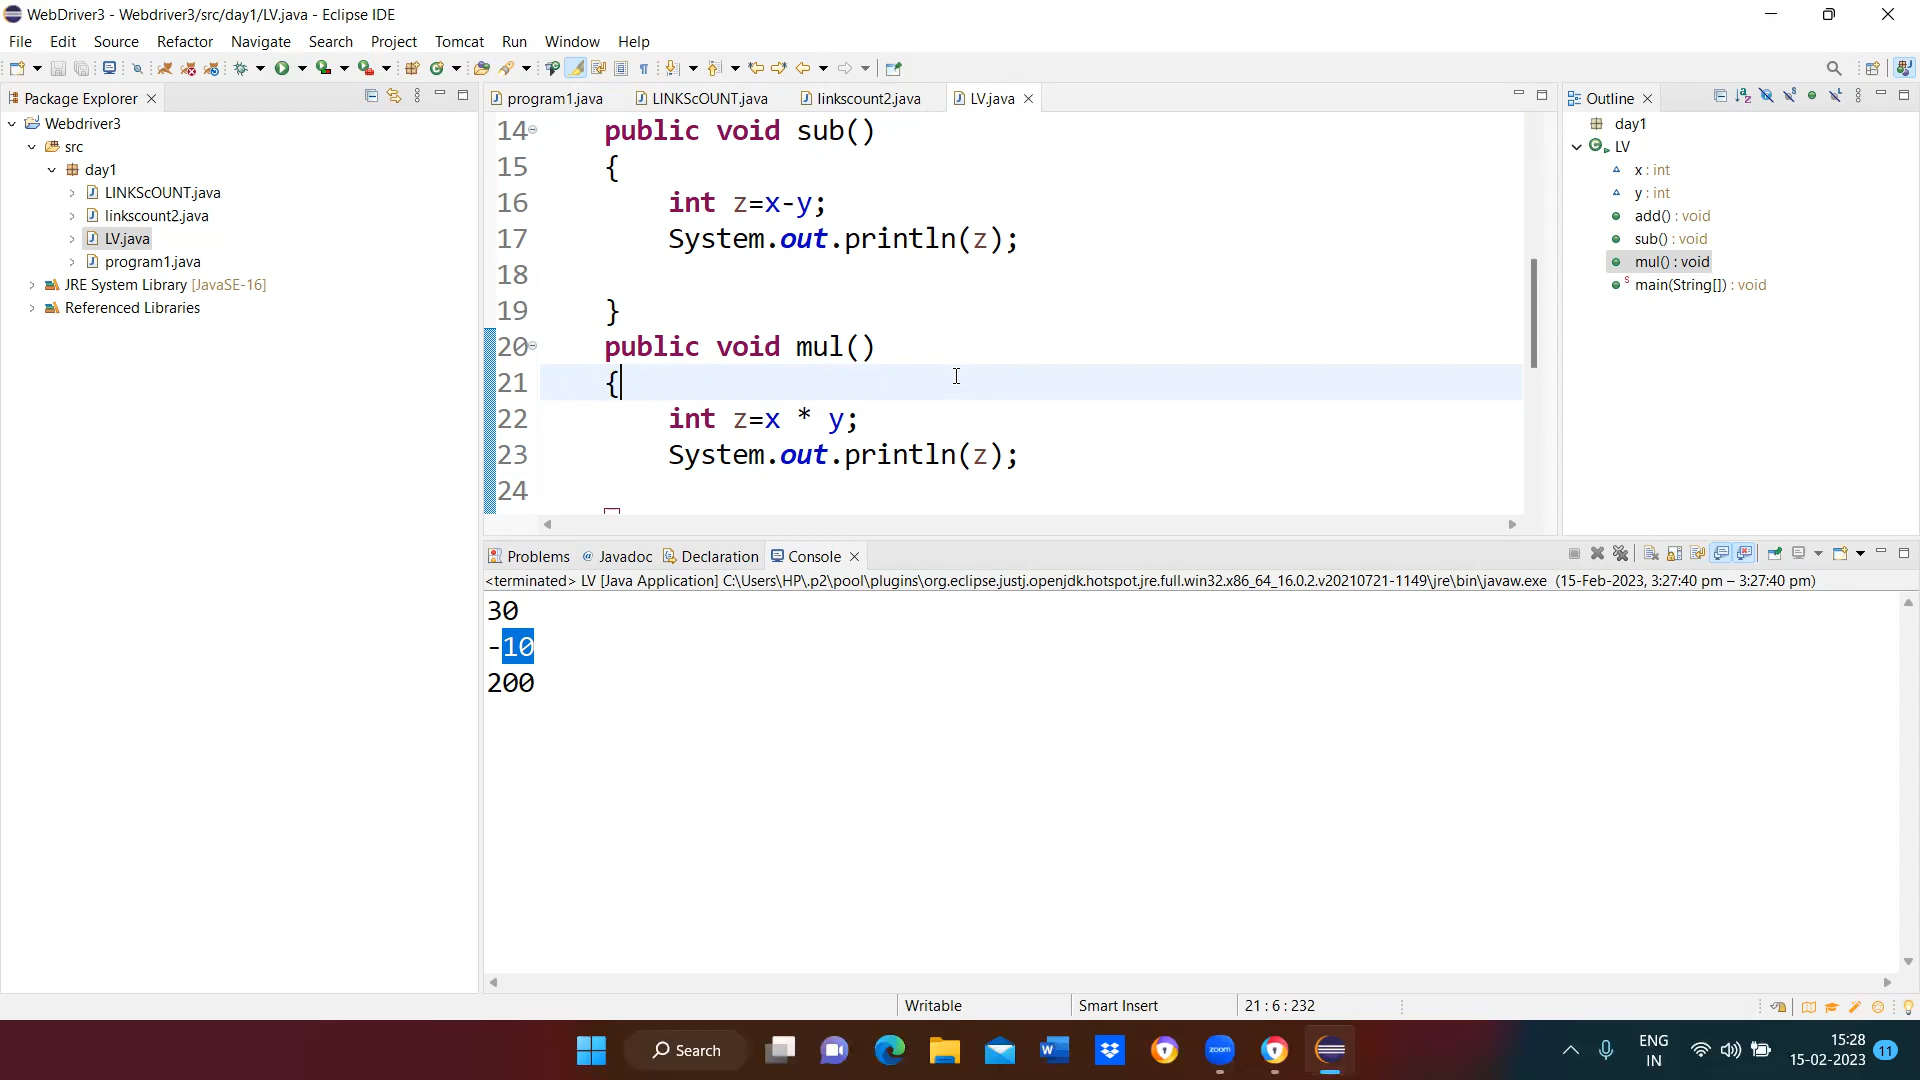 WebDriver3 - Webdriver3/src/day1/LV.java - Eclipse IDE
File Edit Source Refactor Navigate Search Project Tomcat Run Window Help
Package Explorer
Webdriver3
src
day1
LINKScOUNT.java
linkscount2.java
LV.java
program1.java
JRE System Library [JavaSE-16]
Referenced Libraries
program1.java LINKScOUNT.java linkscount2.java LV.java
14 public void sub()
15 {
16 int z=x-y;
17 System.out.println(z);
18
19 }
20 public void mul()
21 {
22 int z=x * y;
23 System.out.println(z);
24
Outline
day1
LV
x : int
y : int
add() : void
sub() : void
mul() : void
S main(String[]) : void
Problems @ Javadoc Declaration Console
<terminated> LV [Java Application] C:\Users\HP\.p2\pool\plugins\org.eclipse.justj.openjdk.hotspot.jre.full.win32.x86_64_16.0.2.v20210721-1149\jre\bin\javaw.exe (15-Feb-2023, 3:27:40 pm – 3:27:40 pm)
30
-10
200
Writable Smart Insert 21 : 6 : 232
Search
zoom
ENG
IN
15:28
15-02-2023
11